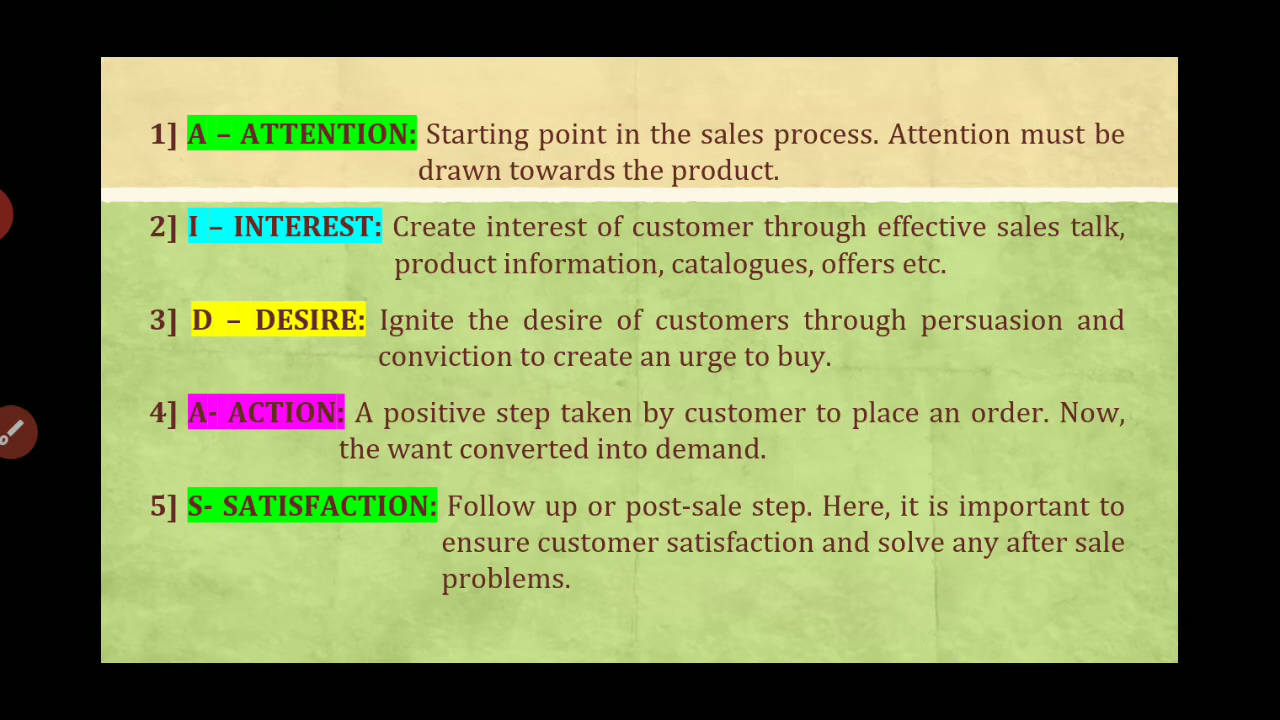 1] A – ATTENTION: Starting point in the sales process. Attention must be
drawn towards the product.
2] I – INTEREST: Create interest of customer through effective sales talk,
product information, catalogues, offers etc.
3] D – DESIRE: Ignite the desire of customers through persuasion and
conviction to create an urge to buy.
4] A- ACTION: A positive step taken by customer to place an order. Now,
the want converted into demand.
5] S- SATISFACTION: Follow up or post-sale step. Here, it is important to
ensure customer satisfaction and solve any after sale
problems.